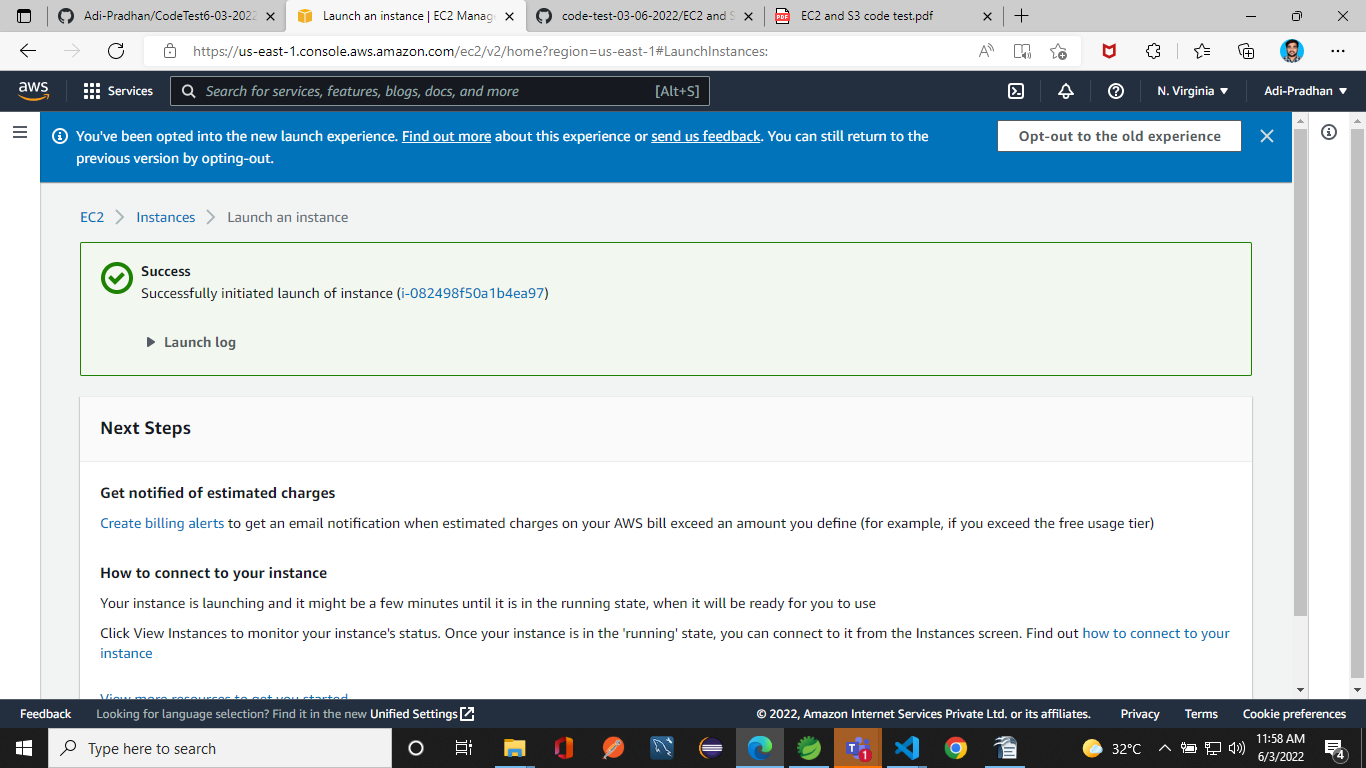 Adi-Pradhan/CodeTest6-03-2022
Launch an instance | EC2 Manag
code-test-03-06-2022/EC2 and S
EC2 and S3 code test.pdf
https://us-east-1.console.aws.amazon.com/ec2/v2/home?region=us-east-1#LaunchInstances:
aws
Services
Search for services, features, blogs, docs, and more
[Alt+S]
N. Virginia
Adi-Pradhan
You've been opted into the new launch experience. Find out more about this experience or send us feedback. You can still return to the
previous version by opting-out.
Opt-out to the old experience
EC2
Instances
Launch an instance
Success
Successfully initiated launch of instance (i-082498f50a1b4ea97)
Launch log
Next Steps
Get notified of estimated charges
Create billing alerts to get an email notification when estimated charges on your AWS bill exceed an amount you define (for example, if you exceed the free usage tier)
How to connect to your instance
Your instance is launching and it might be a few minutes until it is in the running state, when it will be ready for you to use
Click View Instances to monitor your instance's status. Once your instance is in the 'running' state, you can connect to it from the Instances screen. Find out how to connect to your
instance
View more resources to get you started
Feedback
Looking for language selection? Find it in the new Unified Settings
© 2022, Amazon Internet Services Private Ltd. or its affiliates.
Privacy
Terms
Cookie preferences
Type here to search
32°C
11:58 AM
6/3/2022
1
4